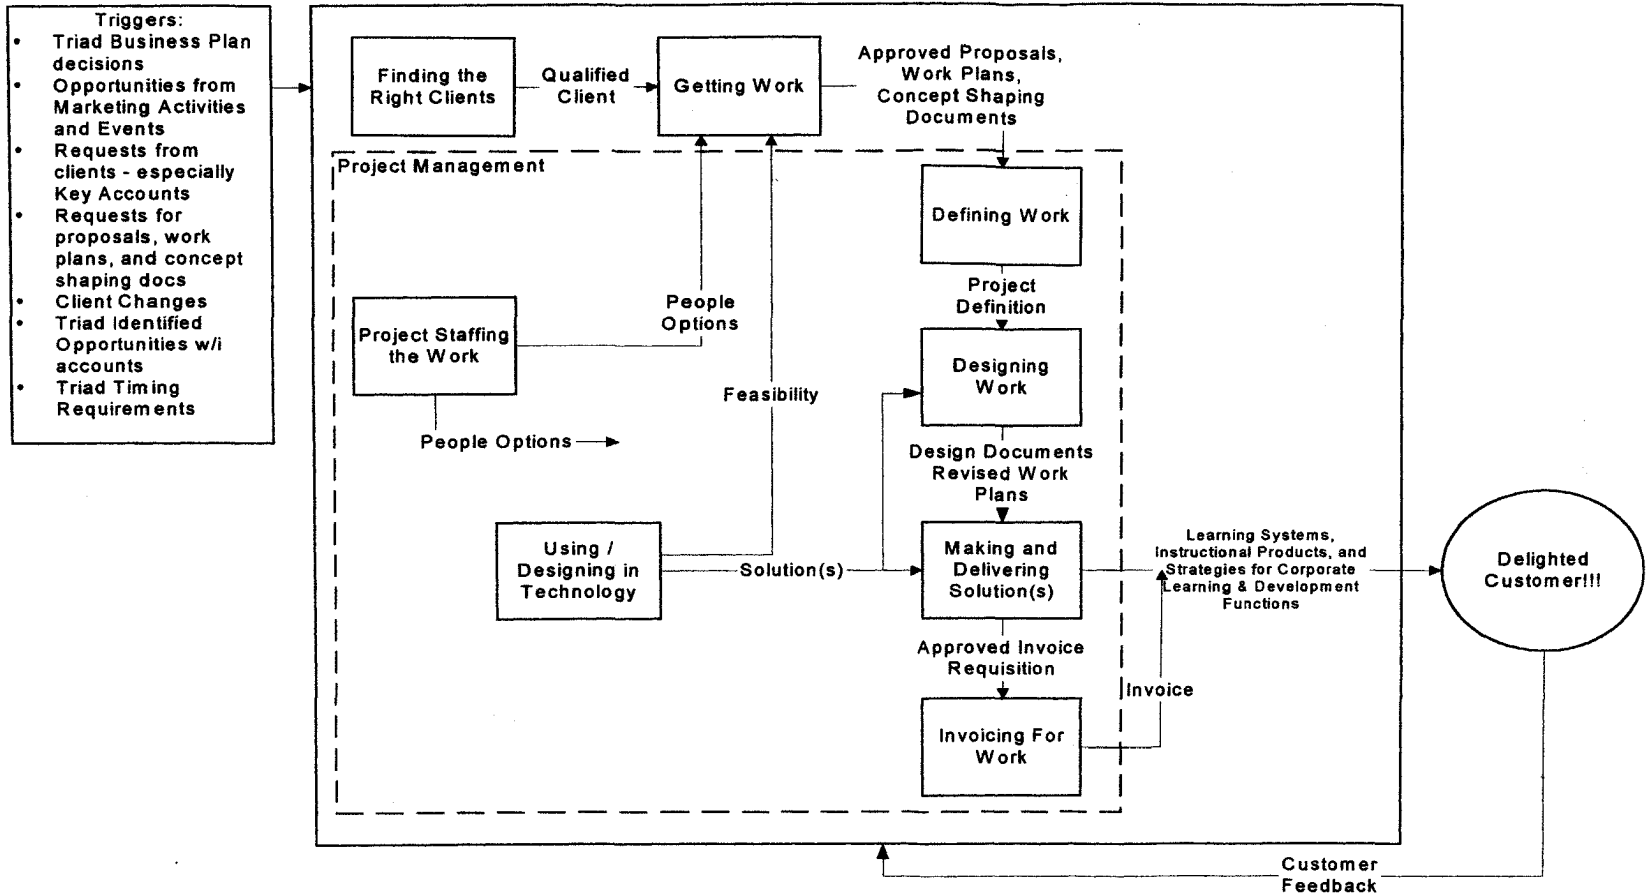 Triggers:
• Triad Business Plan
decisions
• Opportunities from
Marketing Activities
and Events
• Requests from
clients - especially
Key Accounts
• Requests for
proposals, work
plans, and concept
shaping docs
• Client Changes
• Triad Identified
Opportunities w/i
accounts
• Triad Timing
Requirements
Finding the
Right Clients
Qualified
Client
Getting Work
Approved Proposals,
Work Plans,
Concept Shaping
Documents
Project Management
Defining Work
Project
Definition
People
Options
Project Staffing
the Work
Designing
Work
Feasibility
People Options
Design Documents
Revised Work
Plans
Using /
Designing in
Technology
Solution(s)
Making and
Delivering
Solution(s)
Learning Systems,
Instructional Products, and
Strategies for Corporate
Learning & Development
Functions
Delighted
Customer!!!
Approved Invoice
Requisition
Invoice
Invoicing For
Work
Customer
Feedback